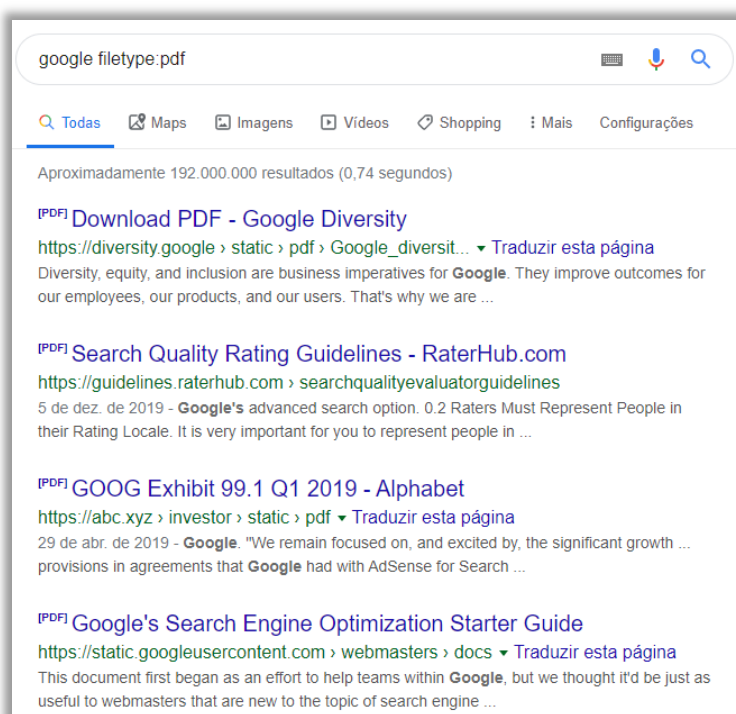 google filetype:pdf
Todas Maps Imagens Vídeos Shopping Mais Configurações
Aproximadamente 192.000.000 resultados (0,74 segundos)
[PDF] Download PDF - Google Diversity
https://diversity.google › static › pdf › Google_diversit... ▾ Traduzir esta página
Diversity, equity, and inclusion are business imperatives for Google. They improve outcomes for
our employees, our products, and our users. That's why we are ...
[PDF] Search Quality Rating Guidelines - RaterHub.com
https://guidelines.raterhub.com › searchqualityevaluatorguidelines
5 de dez. de 2019 - Google's advanced search option. 0.2 Raters Must Represent People in
their Rating Locale. It is very important for you to represent people in ...
[PDF] GOOG Exhibit 99.1 Q1 2019 - Alphabet
https://abc.xyz › investor › static › pdf ▾ Traduzir esta página
29 de abr. de 2019 - Google. "We remain focused on, and excited by, the significant growth ...
provisions in agreements that Google had with AdSense for Search ...
[PDF] Google's Search Engine Optimization Starter Guide
https://static.googleusercontent.com › webmasters › docs ▾ Traduzir esta página
This document first began as an effort to help teams within Google, but we thought it'd be just as
useful to webmasters that are new to the topic of search engine ...